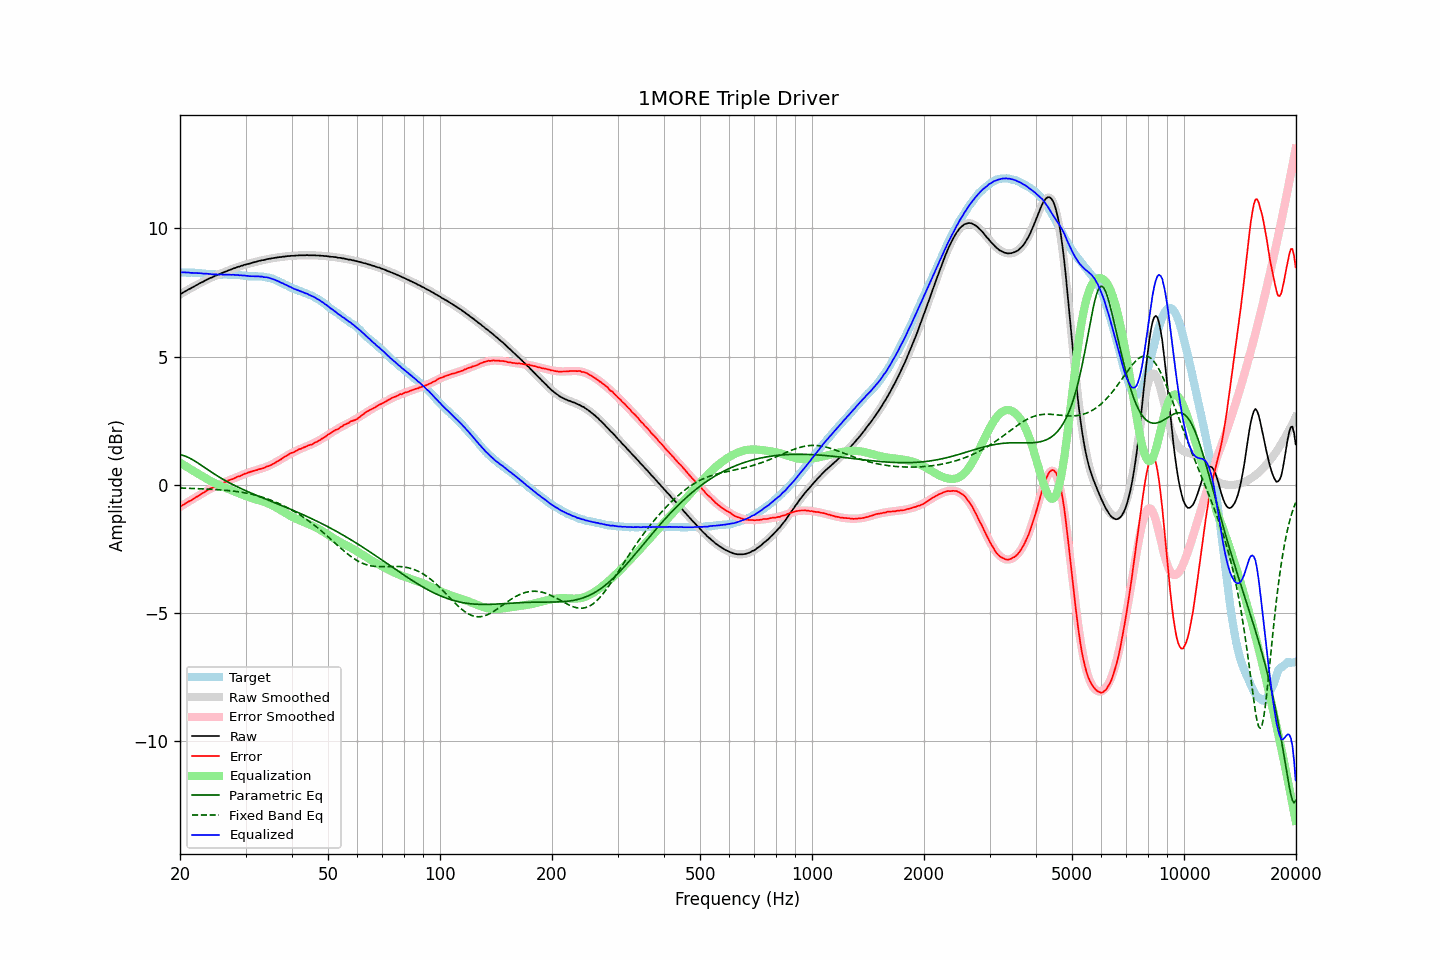 1MORE Triple Driver
Amplitude (dBr)
10
5
0
−5
−10
Target
Raw Smoothed
Error Smoothed
Raw
Error
Equalization
Parametric Eq
Fixed Band Eq
Equalized
20 50 100 200 500 1000 2000 5000 10000 20000
Frequency (Hz)